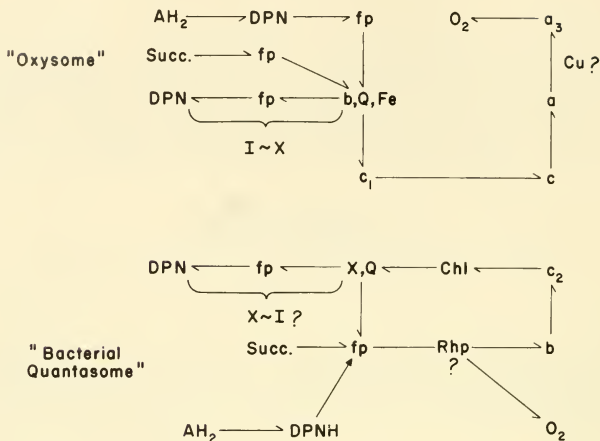 AH₂ DPN fp O₂ a₃
"Oxysome" Succ. fp Cu ?
DPN fp b,Q,Fe a
I ~ X
c₁ c
DPN fp X,Q Chl c₂
X~I ?
"Bacterial Quantasome" Succ. fp Rhp b
?
AH₂ DPNH O₂